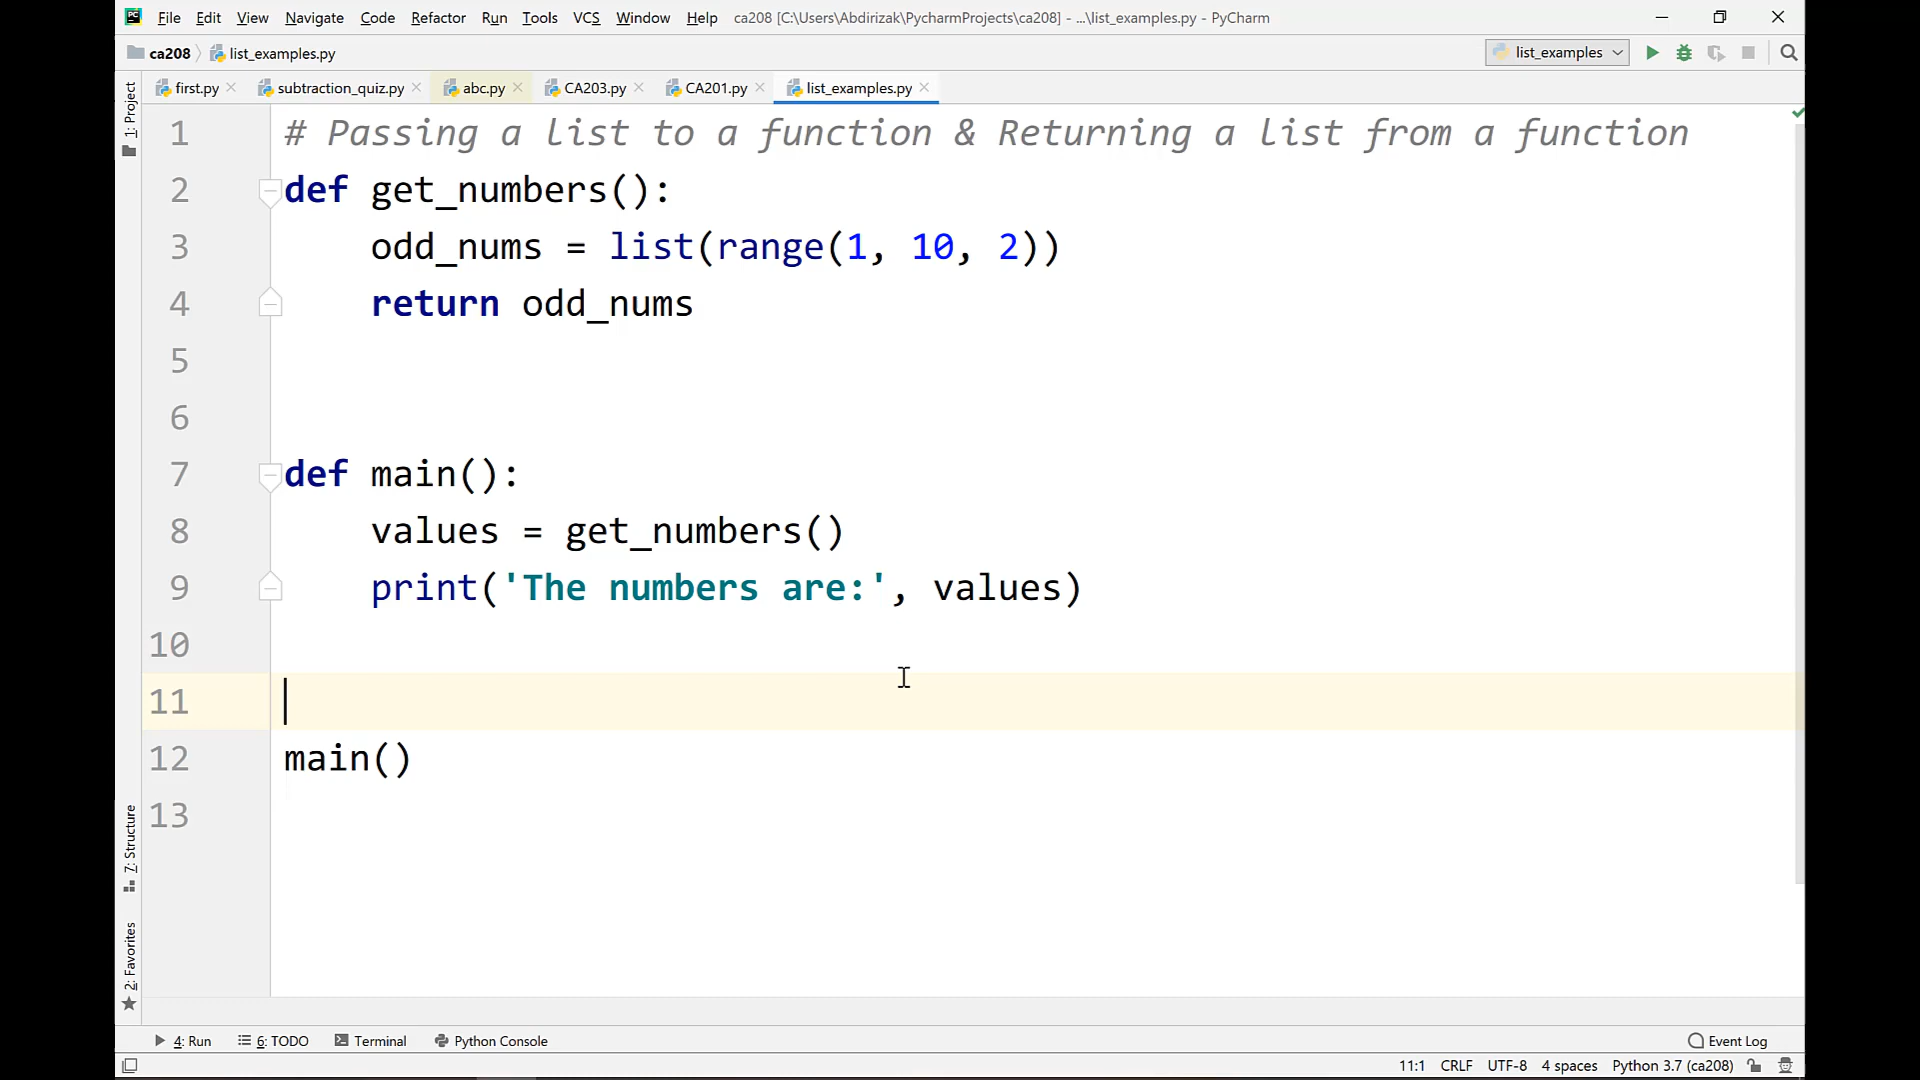 File Edit View Navigate Code Refactor Run Tools VCS Window Help ca208 [C:\Users\Abdirizak\PycharmProjects\ca208] - ...\list_examples.py - PyCharm
ca208 list_examples.py list_examples
first.py subtraction_quiz.py abc.py CA203.py CA201.py list_examples.py
1: Project
1 # Passing a list to a function & Returning a list from a function
2 def get_numbers():
3     odd_nums = list(range(1, 10, 2))
4     return odd_nums
5
6
7 def main():
8     values = get_numbers()
9     print('The numbers are:', values)
10
11
12 main()
13
7: Structure
2: Favorites
4: Run 6: TODO Terminal Python Console Event Log
11:1 CRLF UTF-8 4 spaces Python 3.7 (ca208)